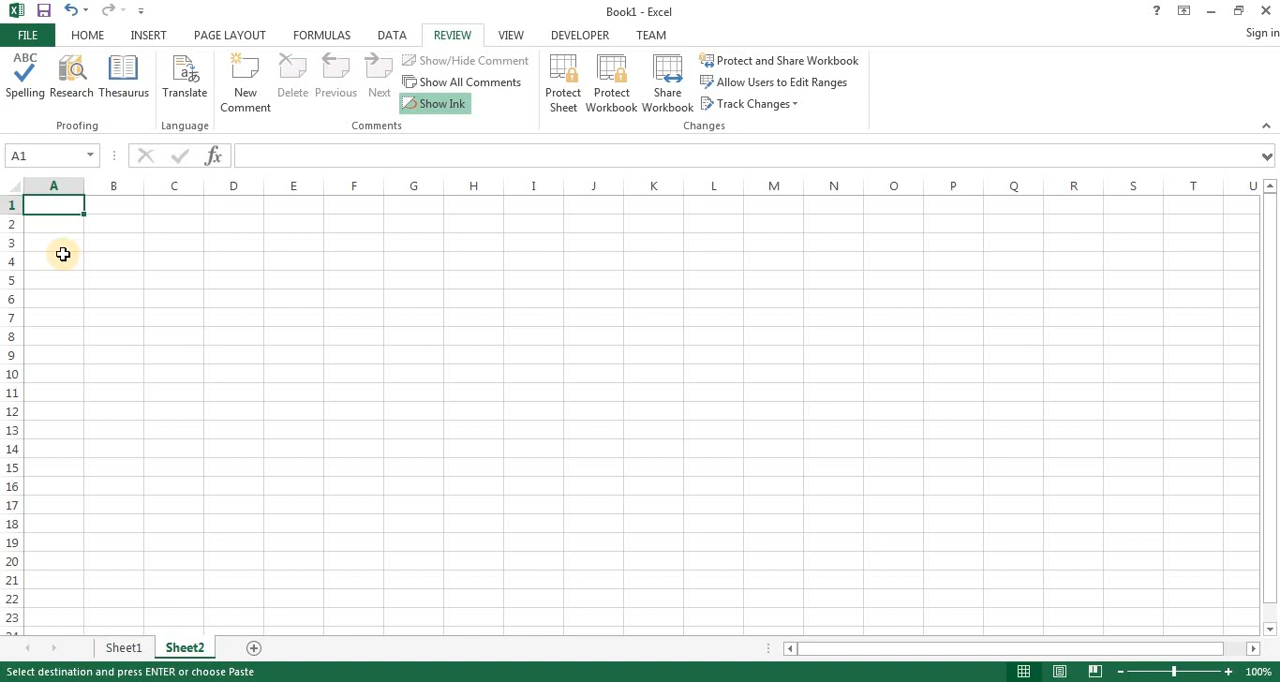 Book1 - Excel
?
FILE HOME INSERT PAGE LAYOUT FORMULAS DATA REVIEW VIEW DEVELOPER TEAM Sign in
ABC
Spelling Research Thesaurus
Proofing
Translate
Language
New Comment
Delete Previous Next
Show/Hide Comment
Show All Comments
Show Ink
Comments
Protect Sheet
Protect Workbook
Share Workbook
Protect and Share Workbook
Allow Users to Edit Ranges
Track Changes
Changes
A1
fx
A B C D E F G H I J K L M N O P Q R S T U
1
2
3
4
5
6
7
8
9
10
11
12
13
14
15
16
17
18
19
20
21
22
23
24
Sheet1 Sheet2
Select destination and press ENTER or choose Paste
100%